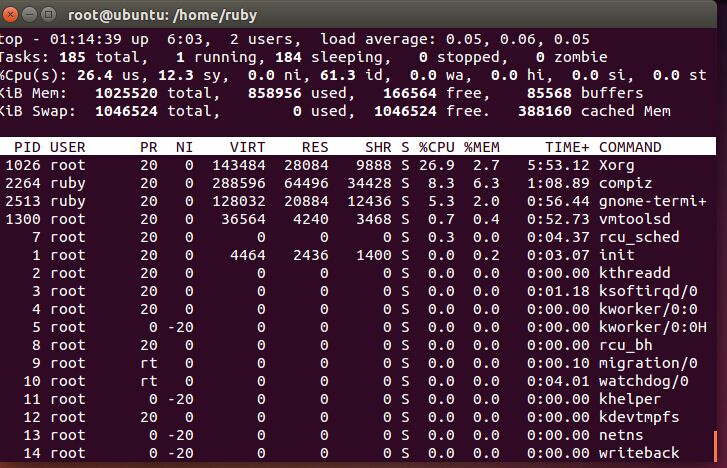 root@ubuntu: /home/ruby
top - 01:14:39 up  6:03,  2 users,  load average: 0.05, 0.06, 0.05
Tasks: 185 total,   1 running, 184 sleeping,   0 stopped,   0 zombie
%Cpu(s): 26.4 us, 12.3 sy,  0.0 ni, 61.3 id,  0.0 wa,  0.0 hi,  0.0 si,  0.0 st
KiB Mem:   1025520 total,   858956 used,   166564 free,    85568 buffers
KiB Swap:  1046524 total,        0 used,  1046524 free.   388160 cached Mem
PID USER      PR  NI    VIRT    RES    SHR S %CPU %MEM     TIME+ COMMAND
1026 root      20   0  143484  28084   9888 S 26.9  2.7   5:53.12 Xorg
2264 ruby      20   0  288596  64496  34428 S  8.3  6.3   1:08.89 compiz
2513 ruby      20   0  128032  20884  12436 S  5.3  2.0   0:56.44 gnome-termi+
1300 root      20   0   36564   4240   3468 S  0.7  0.4   0:52.73 vmtoolsd
7 root      20   0       0      0      0 S  0.3  0.0   0:04.37 rcu_sched
1 root      20   0    4464   2436   1400 S  0.0  0.2   0:03.07 init
2 root      20   0       0      0      0 S  0.0  0.0   0:00.00 kthreadd
3 root      20   0       0      0      0 S  0.0  0.0   0:01.18 ksoftirqd/0
4 root      20   0       0      0      0 S  0.0  0.0   0:00.00 kworker/0:0
5 root       0 -20       0      0      0 S  0.0  0.0   0:00.00 kworker/0:0H
8 root      20   0       0      0      0 S  0.0  0.0   0:00.00 rcu_bh
9 root      rt   0       0      0      0 S  0.0  0.0   0:00.10 migration/0
10 root      rt   0       0      0      0 S  0.0  0.0   0:04.01 watchdog/0
11 root       0 -20       0      0      0 S  0.0  0.0   0:00.00 khelper
12 root      20   0       0      0      0 S  0.0  0.0   0:00.00 kdevtmpfs
13 root       0 -20       0      0      0 S  0.0  0.0   0:00.00 netns
14 root       0 -20       0      0      0 S  0.0  0.0   0:00.00 writeback